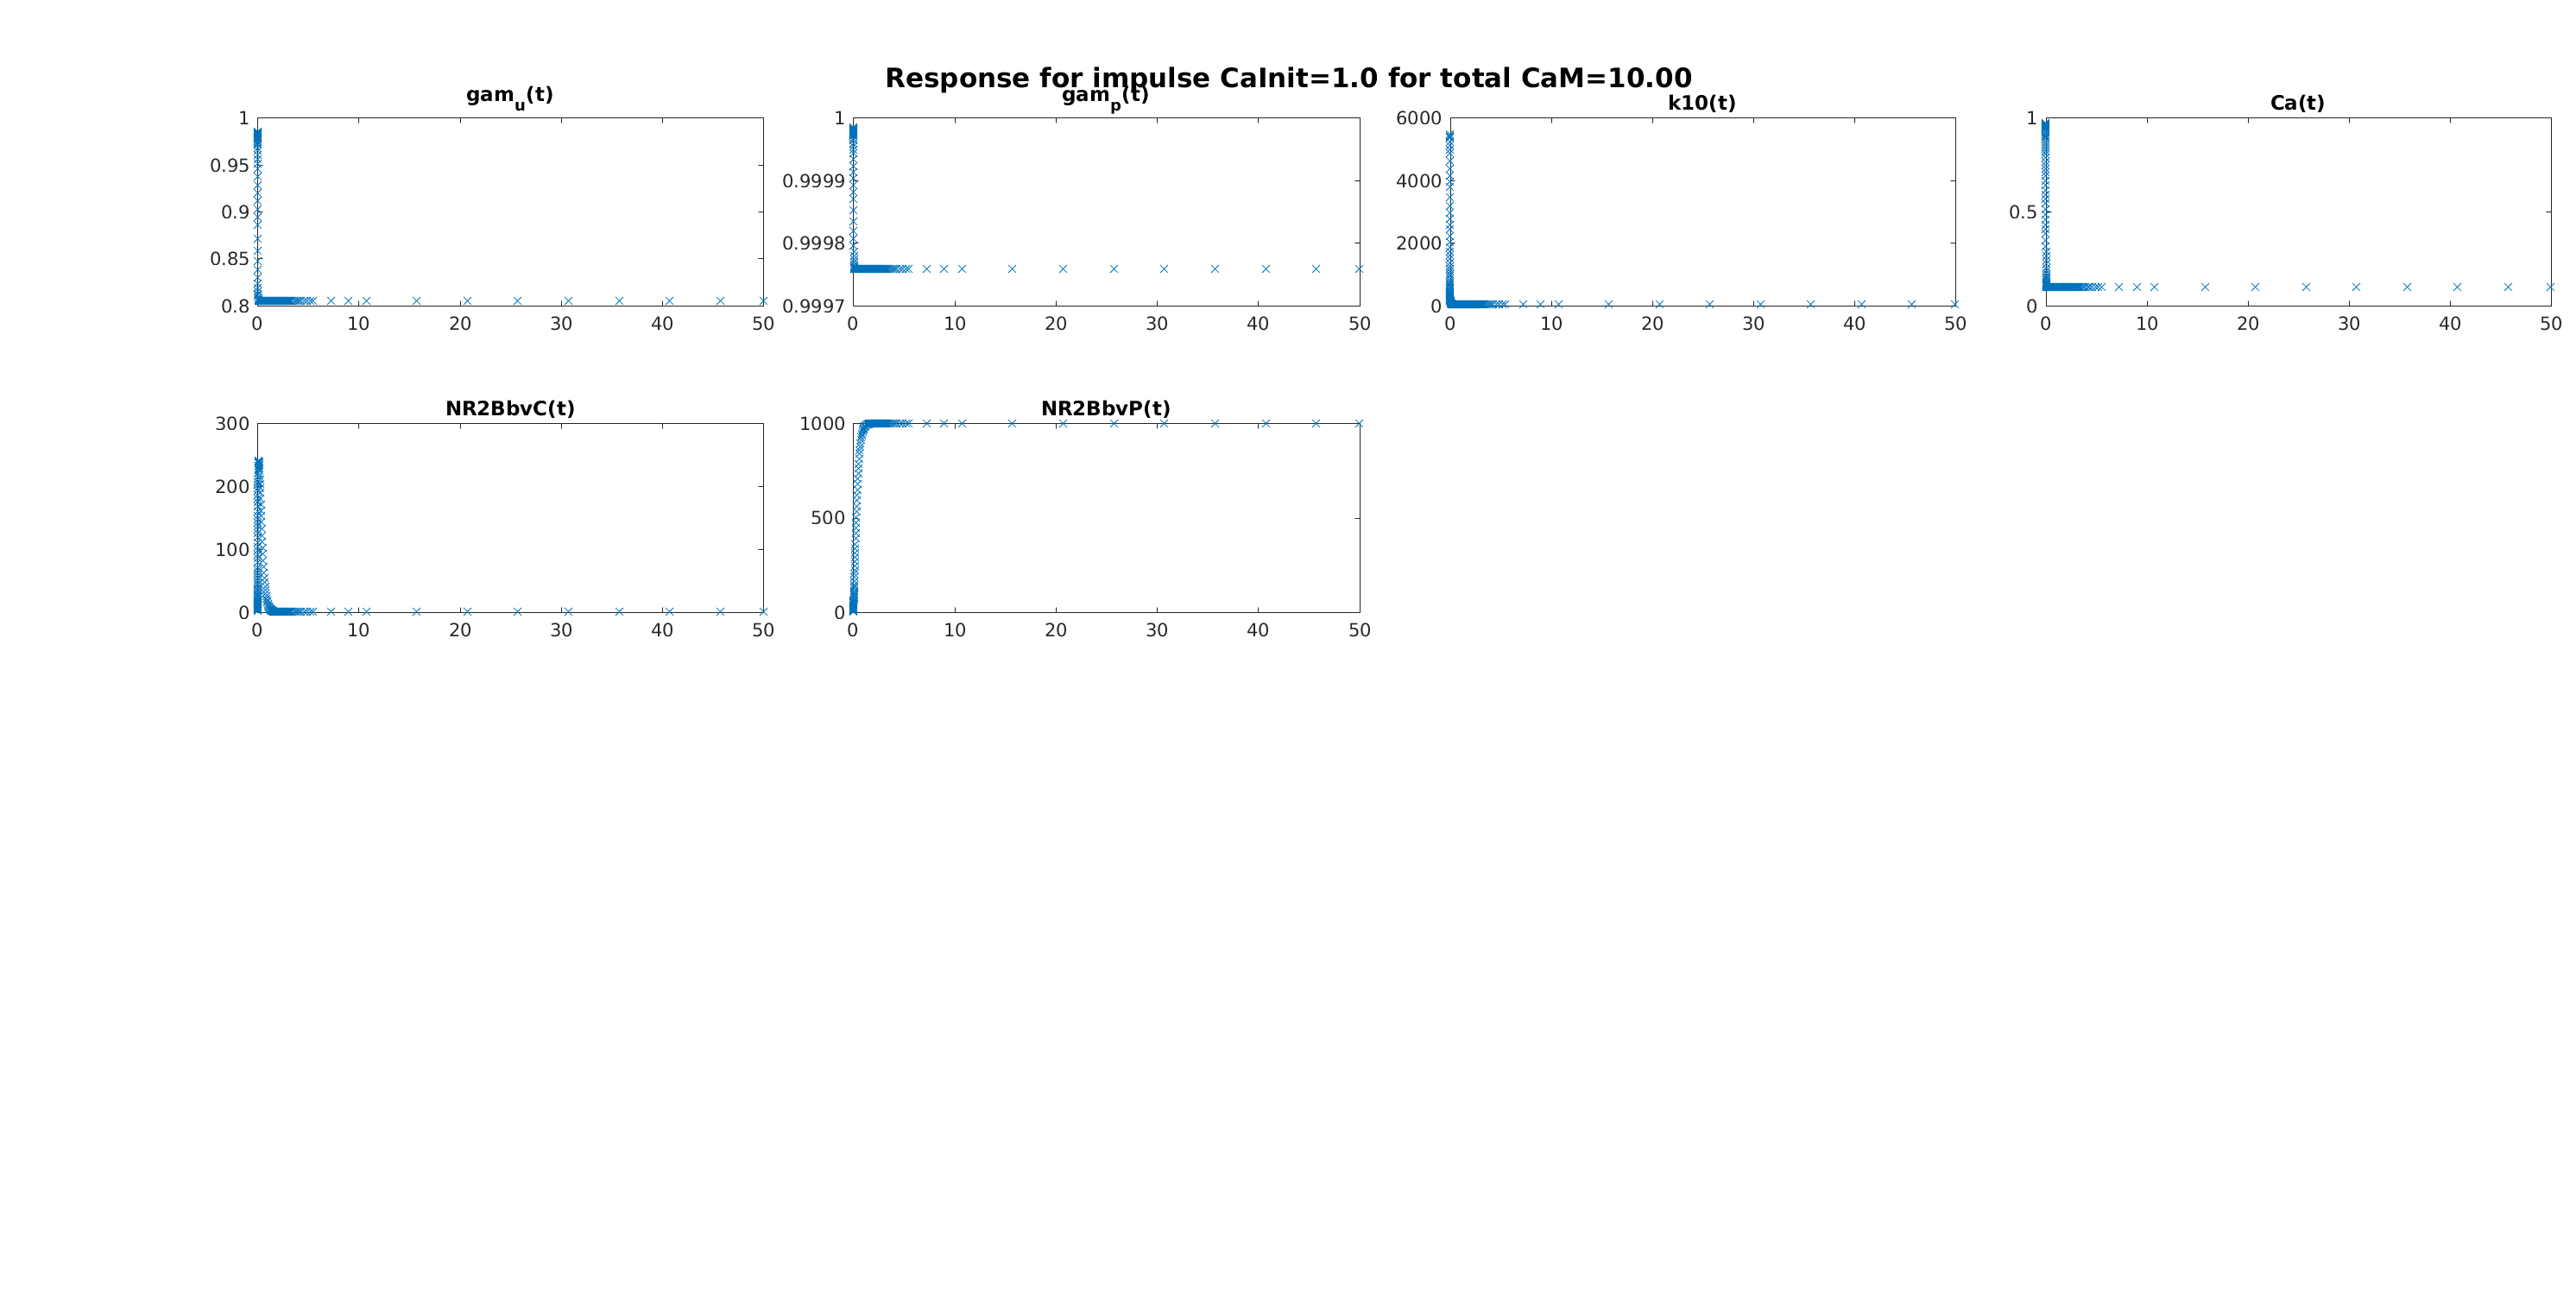 Response for impulse CaInit=1.0 for total CaM=10.00
gam_u(t)
1
0.95
0.9
0.85
0.8
0 10 20 30 40 50
gam_p(t)
1
0.9999
0.9998
0.9997
0 10 20 30 40 50
k10(t)
6000
4000
2000
0
0 10 20 30 40 50
Ca(t)
1
0.5
0
0 10 20 30 40 50
NR2BbvC(t)
300
200
100
0
0 10 20 30 40 50
NR2BbvP(t)
1000
500
0
0 10 20 30 40 50